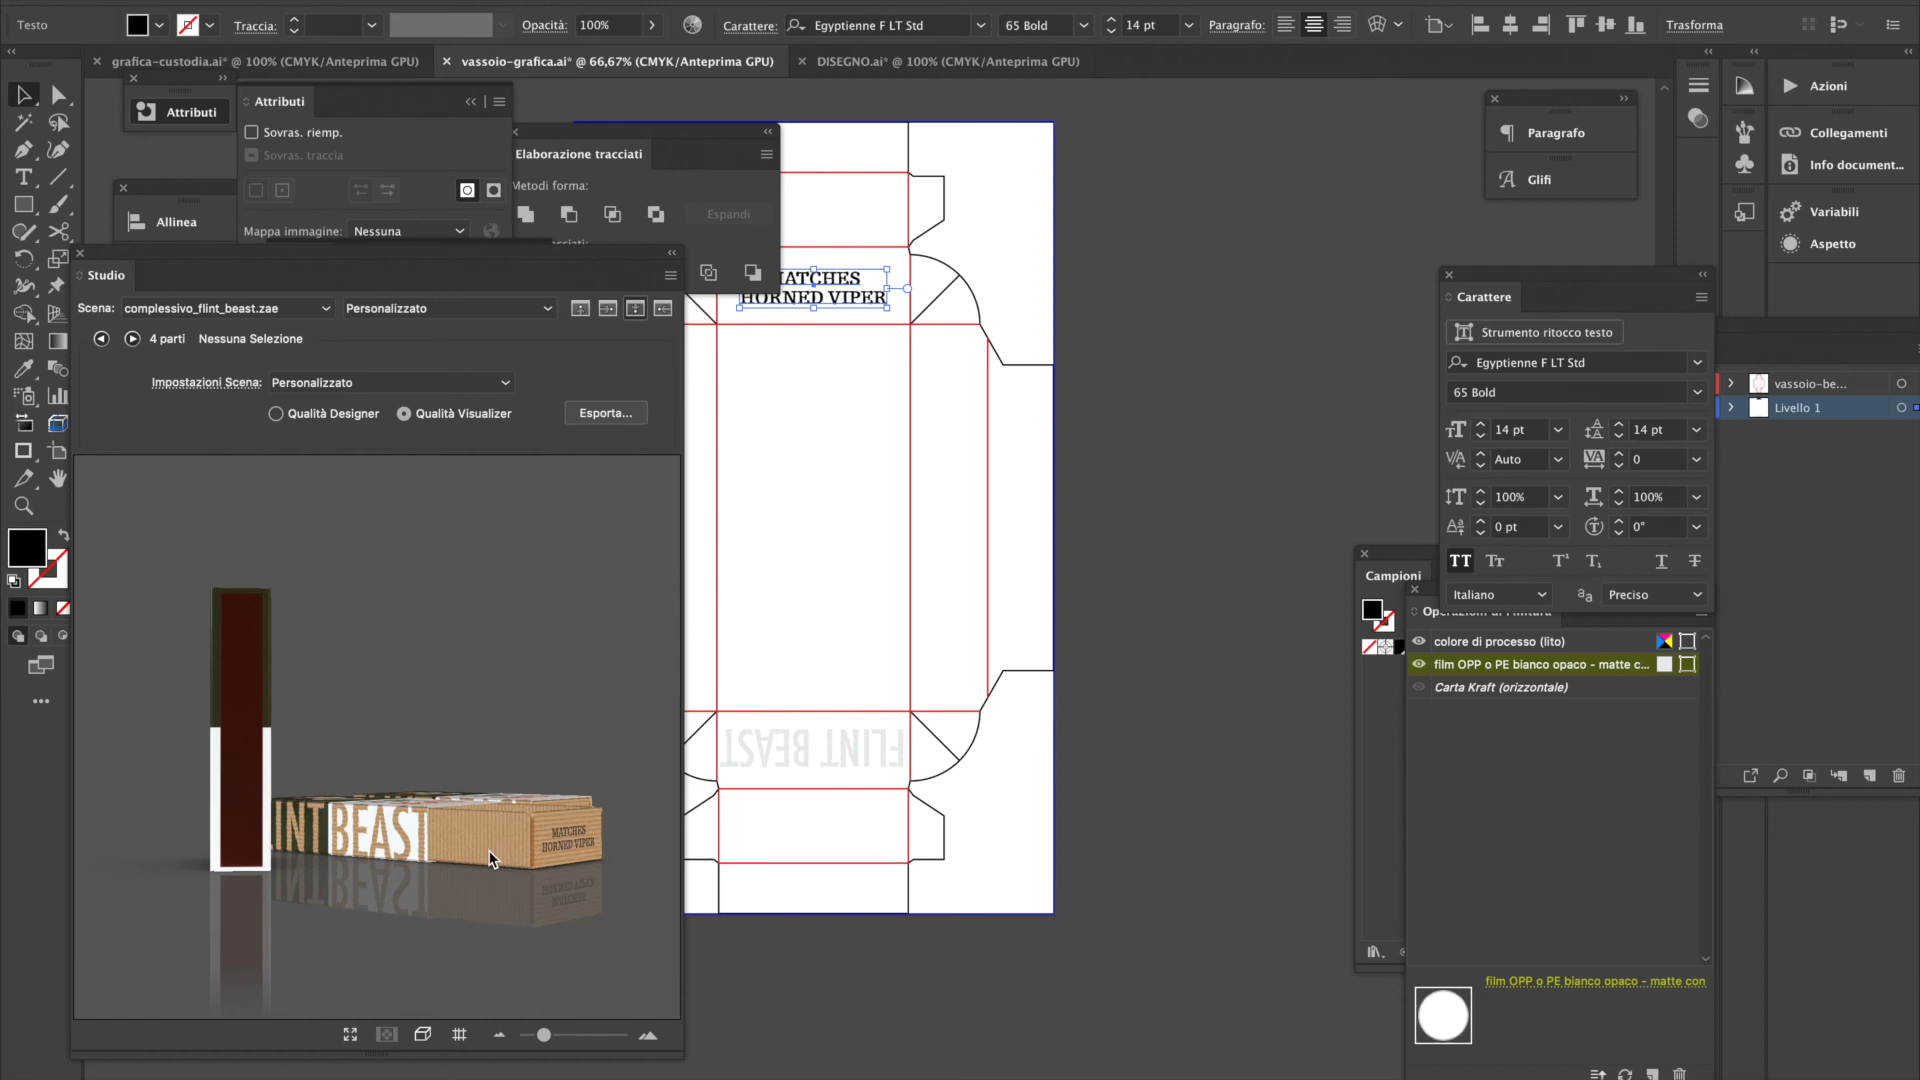 Testo
Traccia:
Opacità:
100%
Carattere:
Egyptienne F LT Std
65 Bold
14 pt
Paragrafo:
Trasforma
grafica-custodia.ai* @ 100% (CMYK/Anteprima GPU)
vassoio-grafica.ai* @ 66,67% (CMYK/Anteprima GPU)
DISEGNO.ai* @ 100% (CMYK/Anteprima GPU)
Attributi
Attributi
Sovras. riemp.
Sovras. traccia
Mappa immagine:
Nessuna
Allinea
Elaborazione tracciati
Metodi forma:
Espandi
Studio
Scena:
complessivo_flint_beast.zae
Personalizzato
4 parti
Nessuna Selezione
Impostazioni Scena:
Personalizzato
Qualità Designer
Qualità Visualizer
Esporta...
INT BEAST
MATCHES
HORNED VIPER
MATCHES
HORNED VIPER
FLINT BEAST
Paragrafo
Glifi
Azioni
Collegamenti
Info document...
Variabili
Aspetto
Carattere
Strumento ritocco testo
Egyptienne F LT Std
65 Bold
14 pt
14 pt
Auto
0
100%
100%
0 pt
0°
Italiano
Preciso
vassoio-be...
Livello 1
Campioni
colore di processo (lito)
film OPP o PE bianco opaco - matte c...
Carta Kraft (orizzontale)
film OPP o PE bianco opaco - matte con